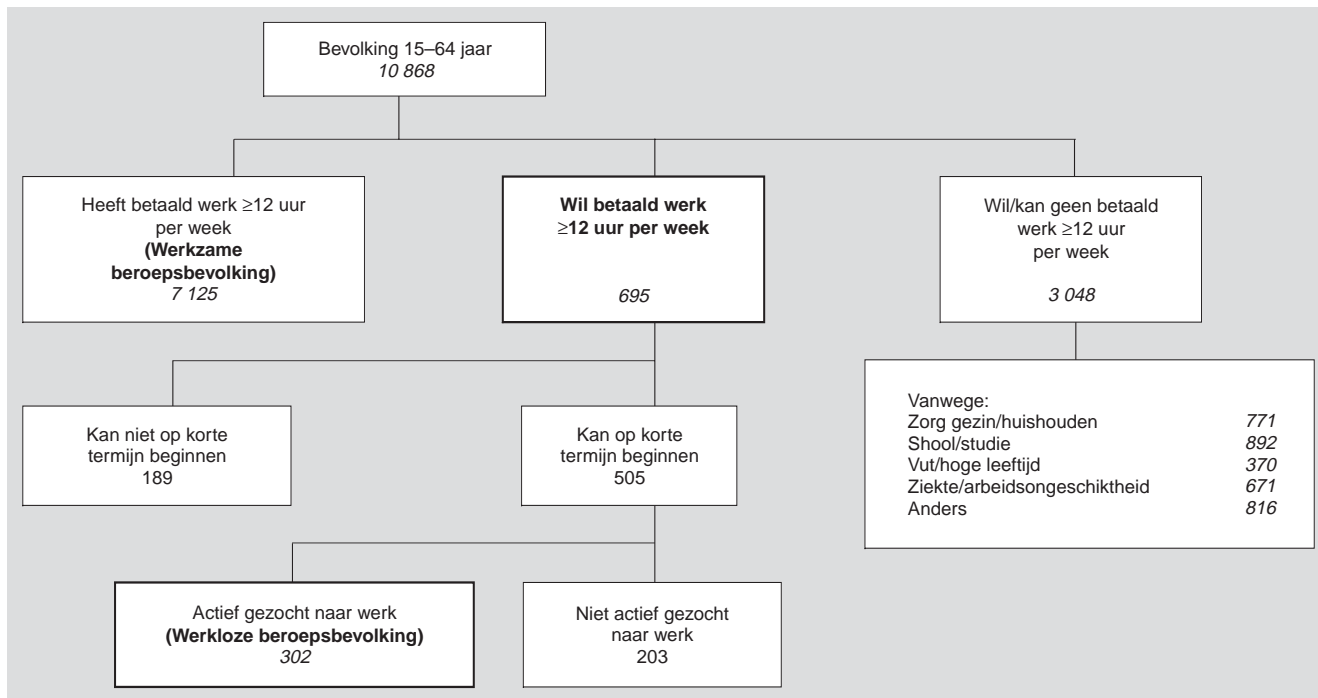 Bevolking 15–64 jaar
10 868
Heeft betaald werk ≥12 uur
per week
(Werkzame
beroepsbevolking)
7 125
Wil betaald werk
≥12 uur per week
695
Wil/kan geen betaald
werk ≥12 uur
per week
3 048
Kan niet op korte
termijn beginnen
189
Kan op korte
termijn beginnen
505
Vanwege:
Zorg gezin/huishouden 771
Shool/studie 892
Vut/hoge leeftijd 370
Ziekte/arbeidsongeschiktheid 671
Anders 816
Actief gezocht naar werk
(Werkloze beroepsbevolking)
302
Niet actief gezocht
naar werk
203